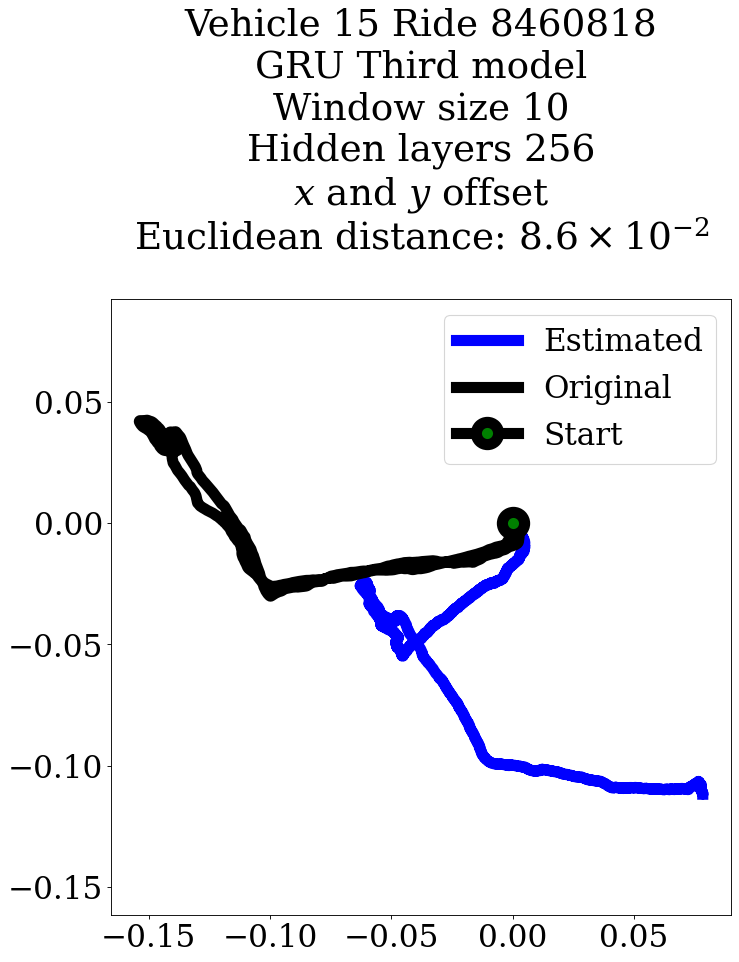 Vehicle 15 Ride 8460818
GRU Third model
Window size 10
Hidden layers 256
x and y offset
Euclidean distance: 8.6 × 10⁻²
Estimated
Original
Start
0.05
0.00
−0.05
−0.10
−0.15
−0.15 −0.10 −0.05 0.00 0.05